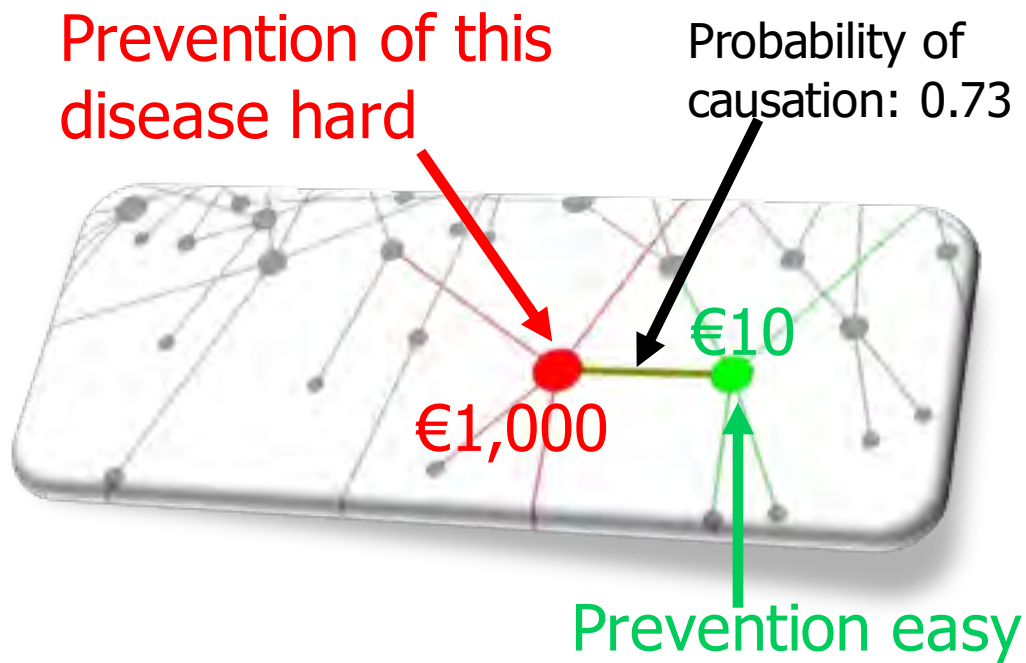 Prevention of this
disease hard
Probability of
causation: 0.73
€10
€1,000
Prevention easy